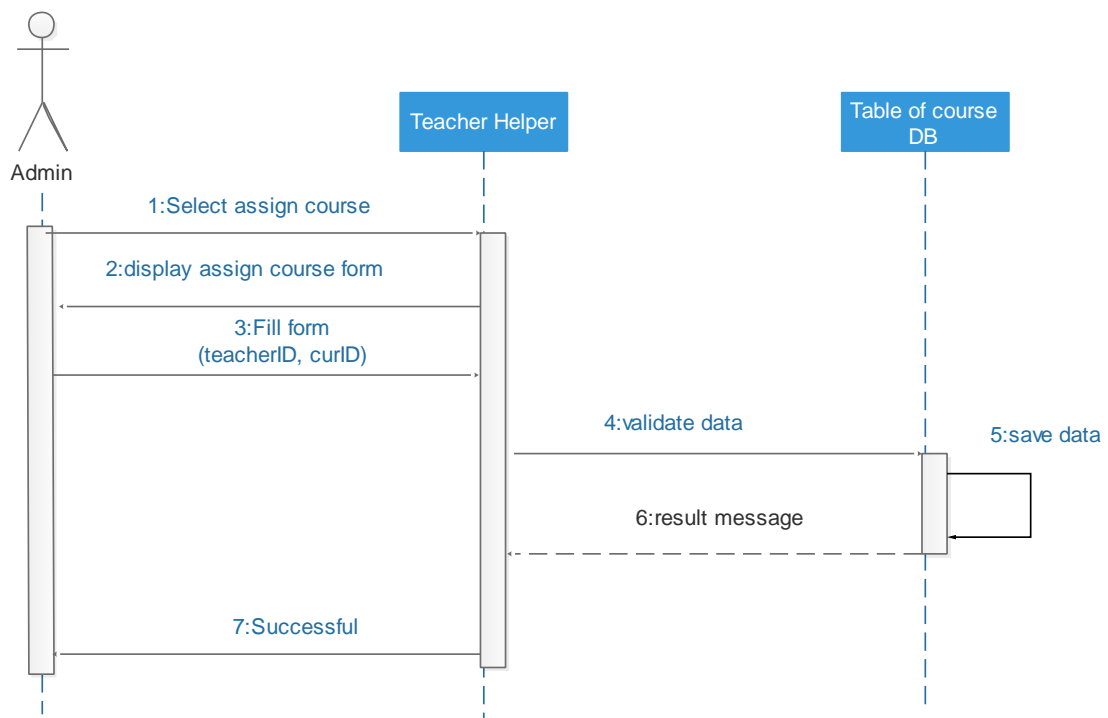 Teacher Helper
Table of course
DB
Admin
1:Select assign course
2:display assign course form
3:Fill form
(teacherID, curID)
4:validate data
5:save data
6:result message
7:Successful